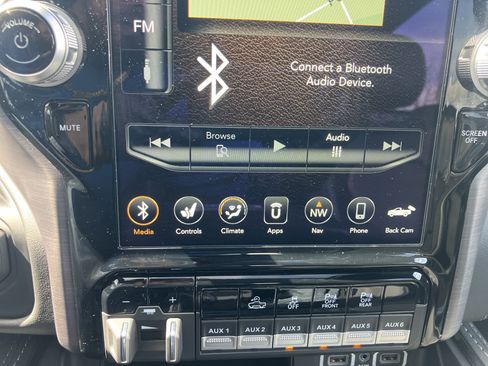 VOLUME
FM
Connect a Bluetooth
Audio Device.
MUTE
Browse
Audio
SCREEN
OFF
Media
Controls
Climate
Apps
NW
Nav
Phone
Back Cam
- +
OFF
P OFF
FRONT
P OFF
REAR
AUX 1
AUX 2
AUX 3
AUX 4
AUX 5
AUX 6